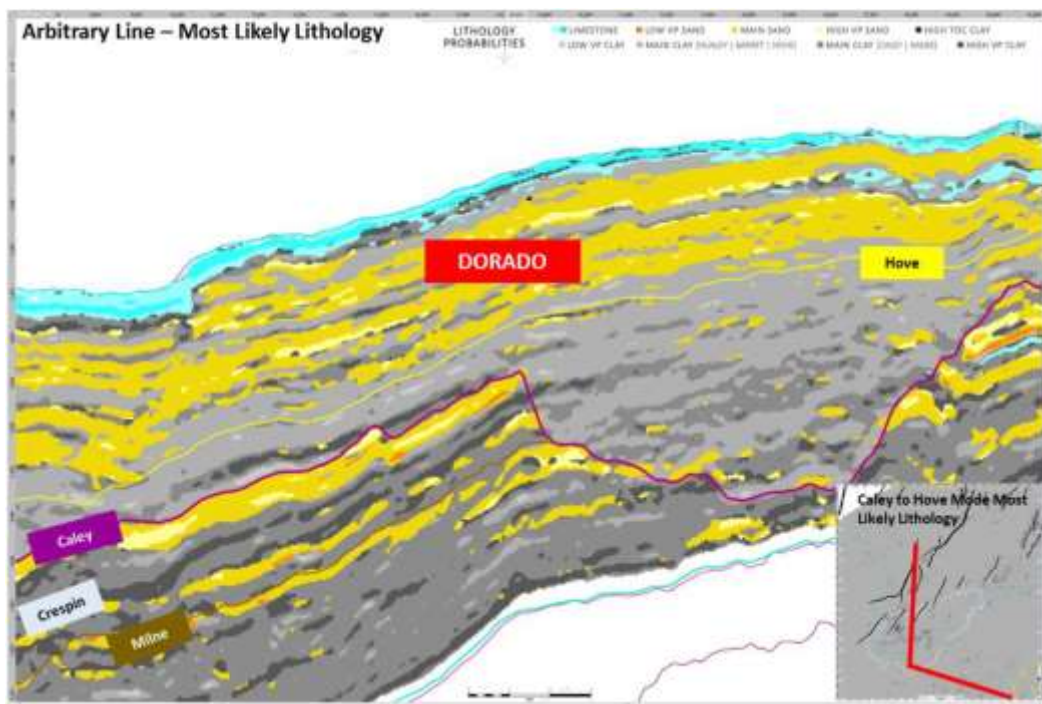 Arbitrary Line – Most Likely Lithology
LITHOLOGY
PROBABILITIES
LIMESTONE
LOW VP SAND
MAIN SAND
HIGH VP SAND
HIGH TOC CLAY
LOW VP CLAY
MAIN CLAY
MAIN CLAY
HIGH VP CLAY
DORADO
Hove
Caley
Crespin
Milne
Caley to Hove Mode Most
Likely Lithology